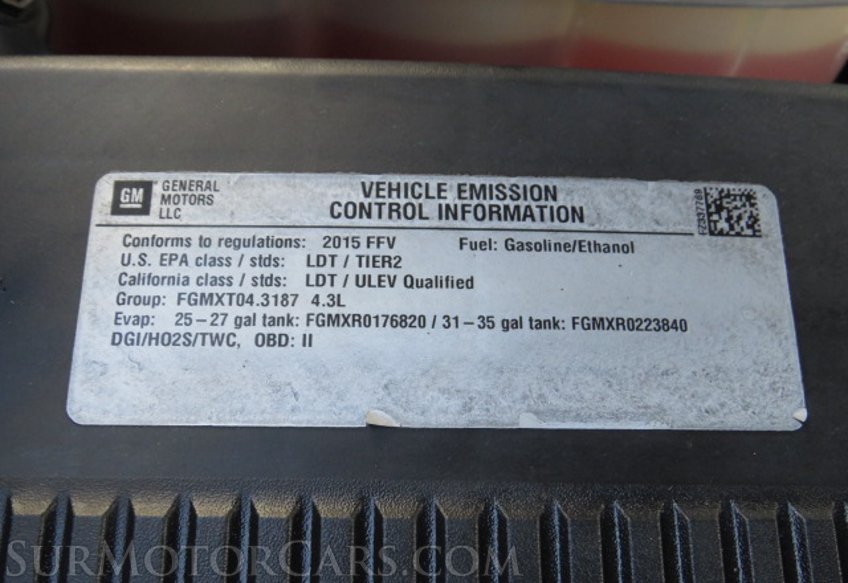 GM GENERAL MOTORS LLC
VEHICLE EMISSION
CONTROL INFORMATION
Conforms to regulations: 2015 FFV Fuel: Gasoline/Ethanol
U.S. EPA class / stds: LDT / TIER2
California class / stds: LDT / ULEV Qualified
Group: FGMXT04.3187 4.3L
Evap: 25-27 gal tank: FGMXR0176820 / 31-35 gal tank: FGMXR0223840
DGI/HO2S/TWC, OBD: II
SurMotorCars.com